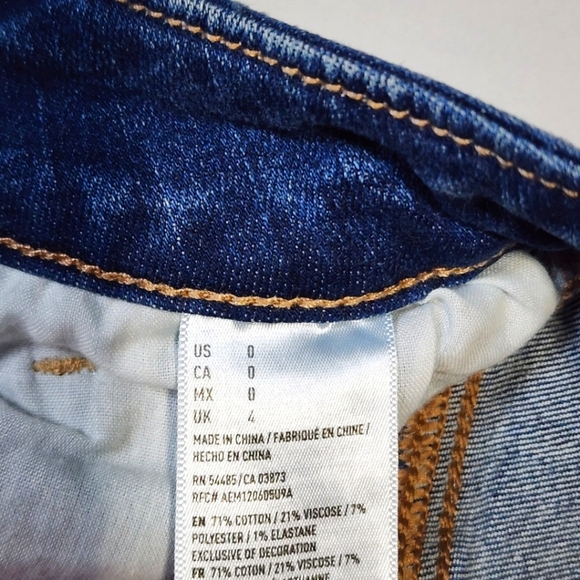 US 0
CA 0
MX 0
UK 4
MADE IN CHINA / FABRIQUÉ EN CHINE /
HECHO EN CHINA
RN 54485/CA 03873
RFC# AEM120605U9A
EN 71% COTTON / 21% VISCOSE / 7%
POLYESTER / 1% ELASTANE
EXCLUSIVE OF DECORATION
FR 71% COTON / 21% VISCOSE / 7%